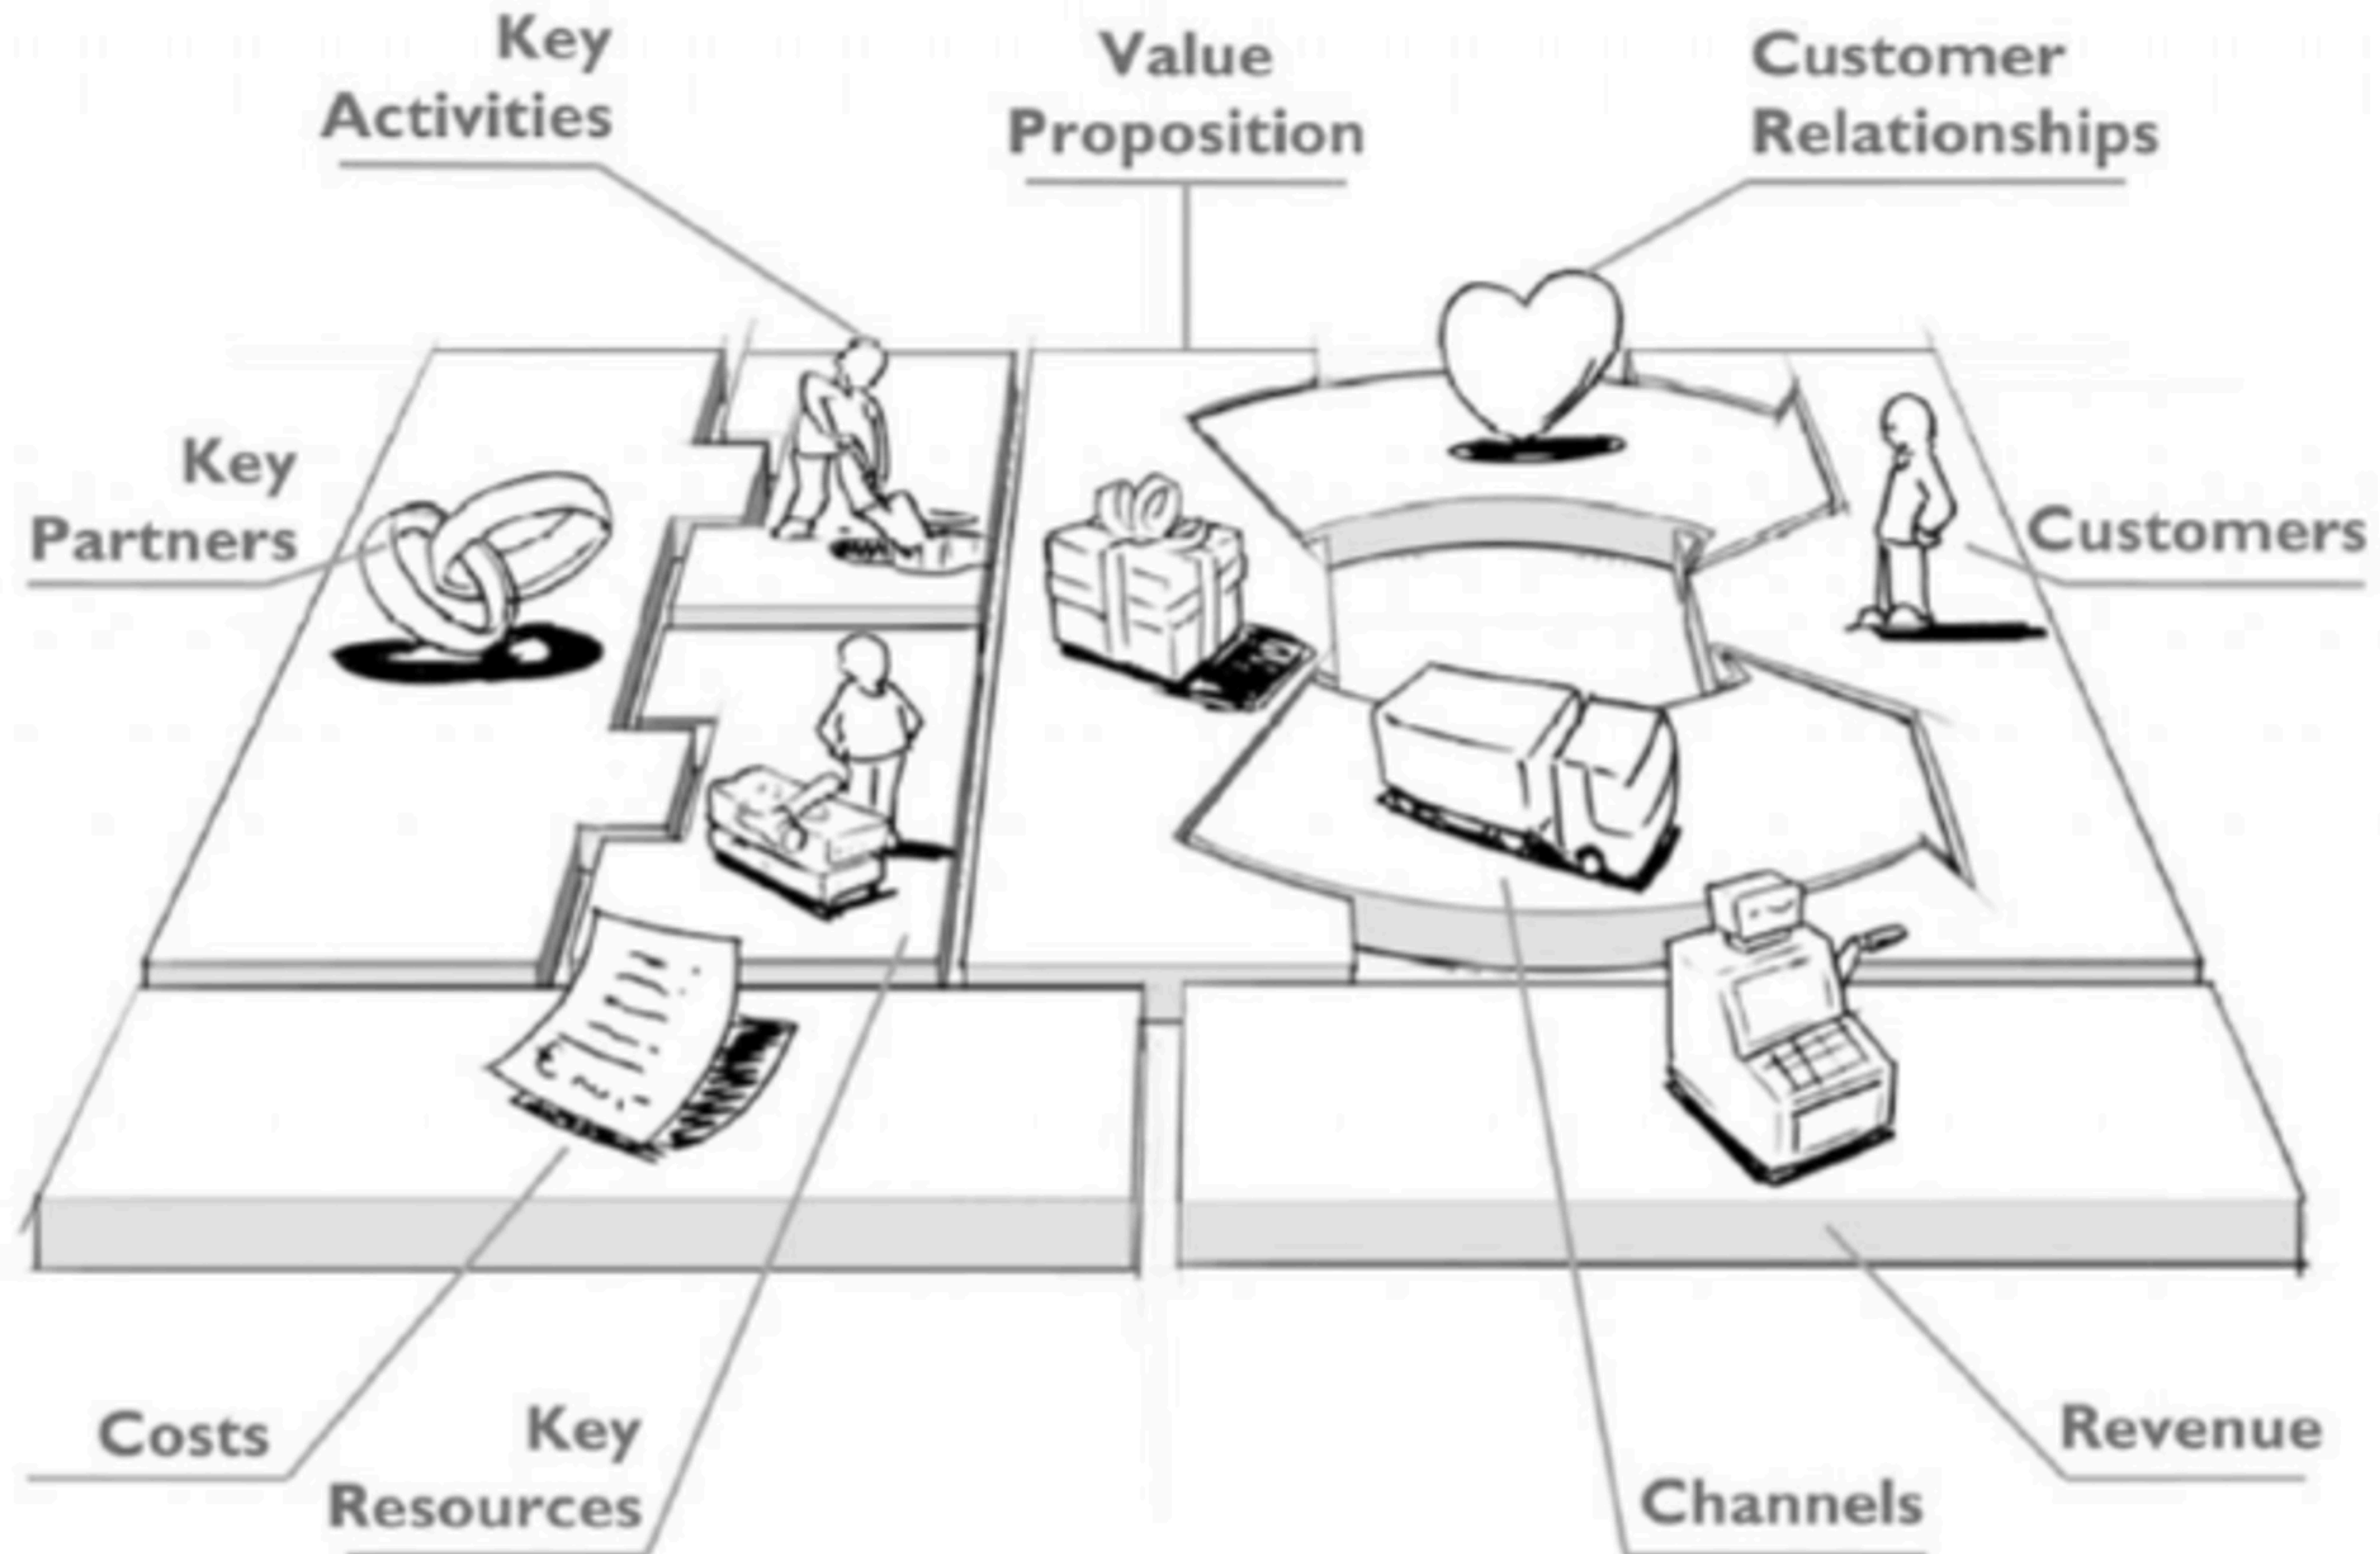 Key
Activities
Value
Proposition
Customer
Relationships
Key
Partners
Customers
Costs
Key
Resources
Channels
Revenue